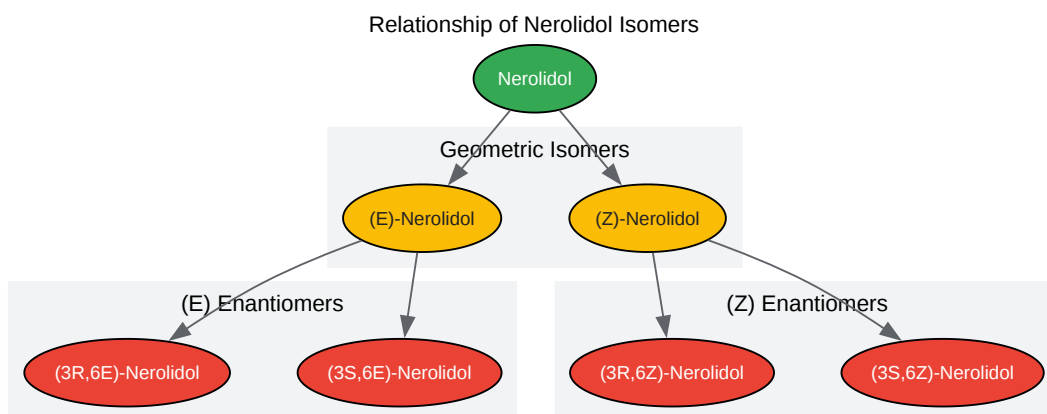 Relationship of Nerolidol Isomers
Nerolidol
Geometric Isomers
(E)-Nerolidol
(Z)-Nerolidol
(E) Enantiomers
(Z) Enantiomers
(3R,6E)-Nerolidol
(3S,6E)-Nerolidol
(3R,6Z)-Nerolidol
(3S,6Z)-Nerolidol